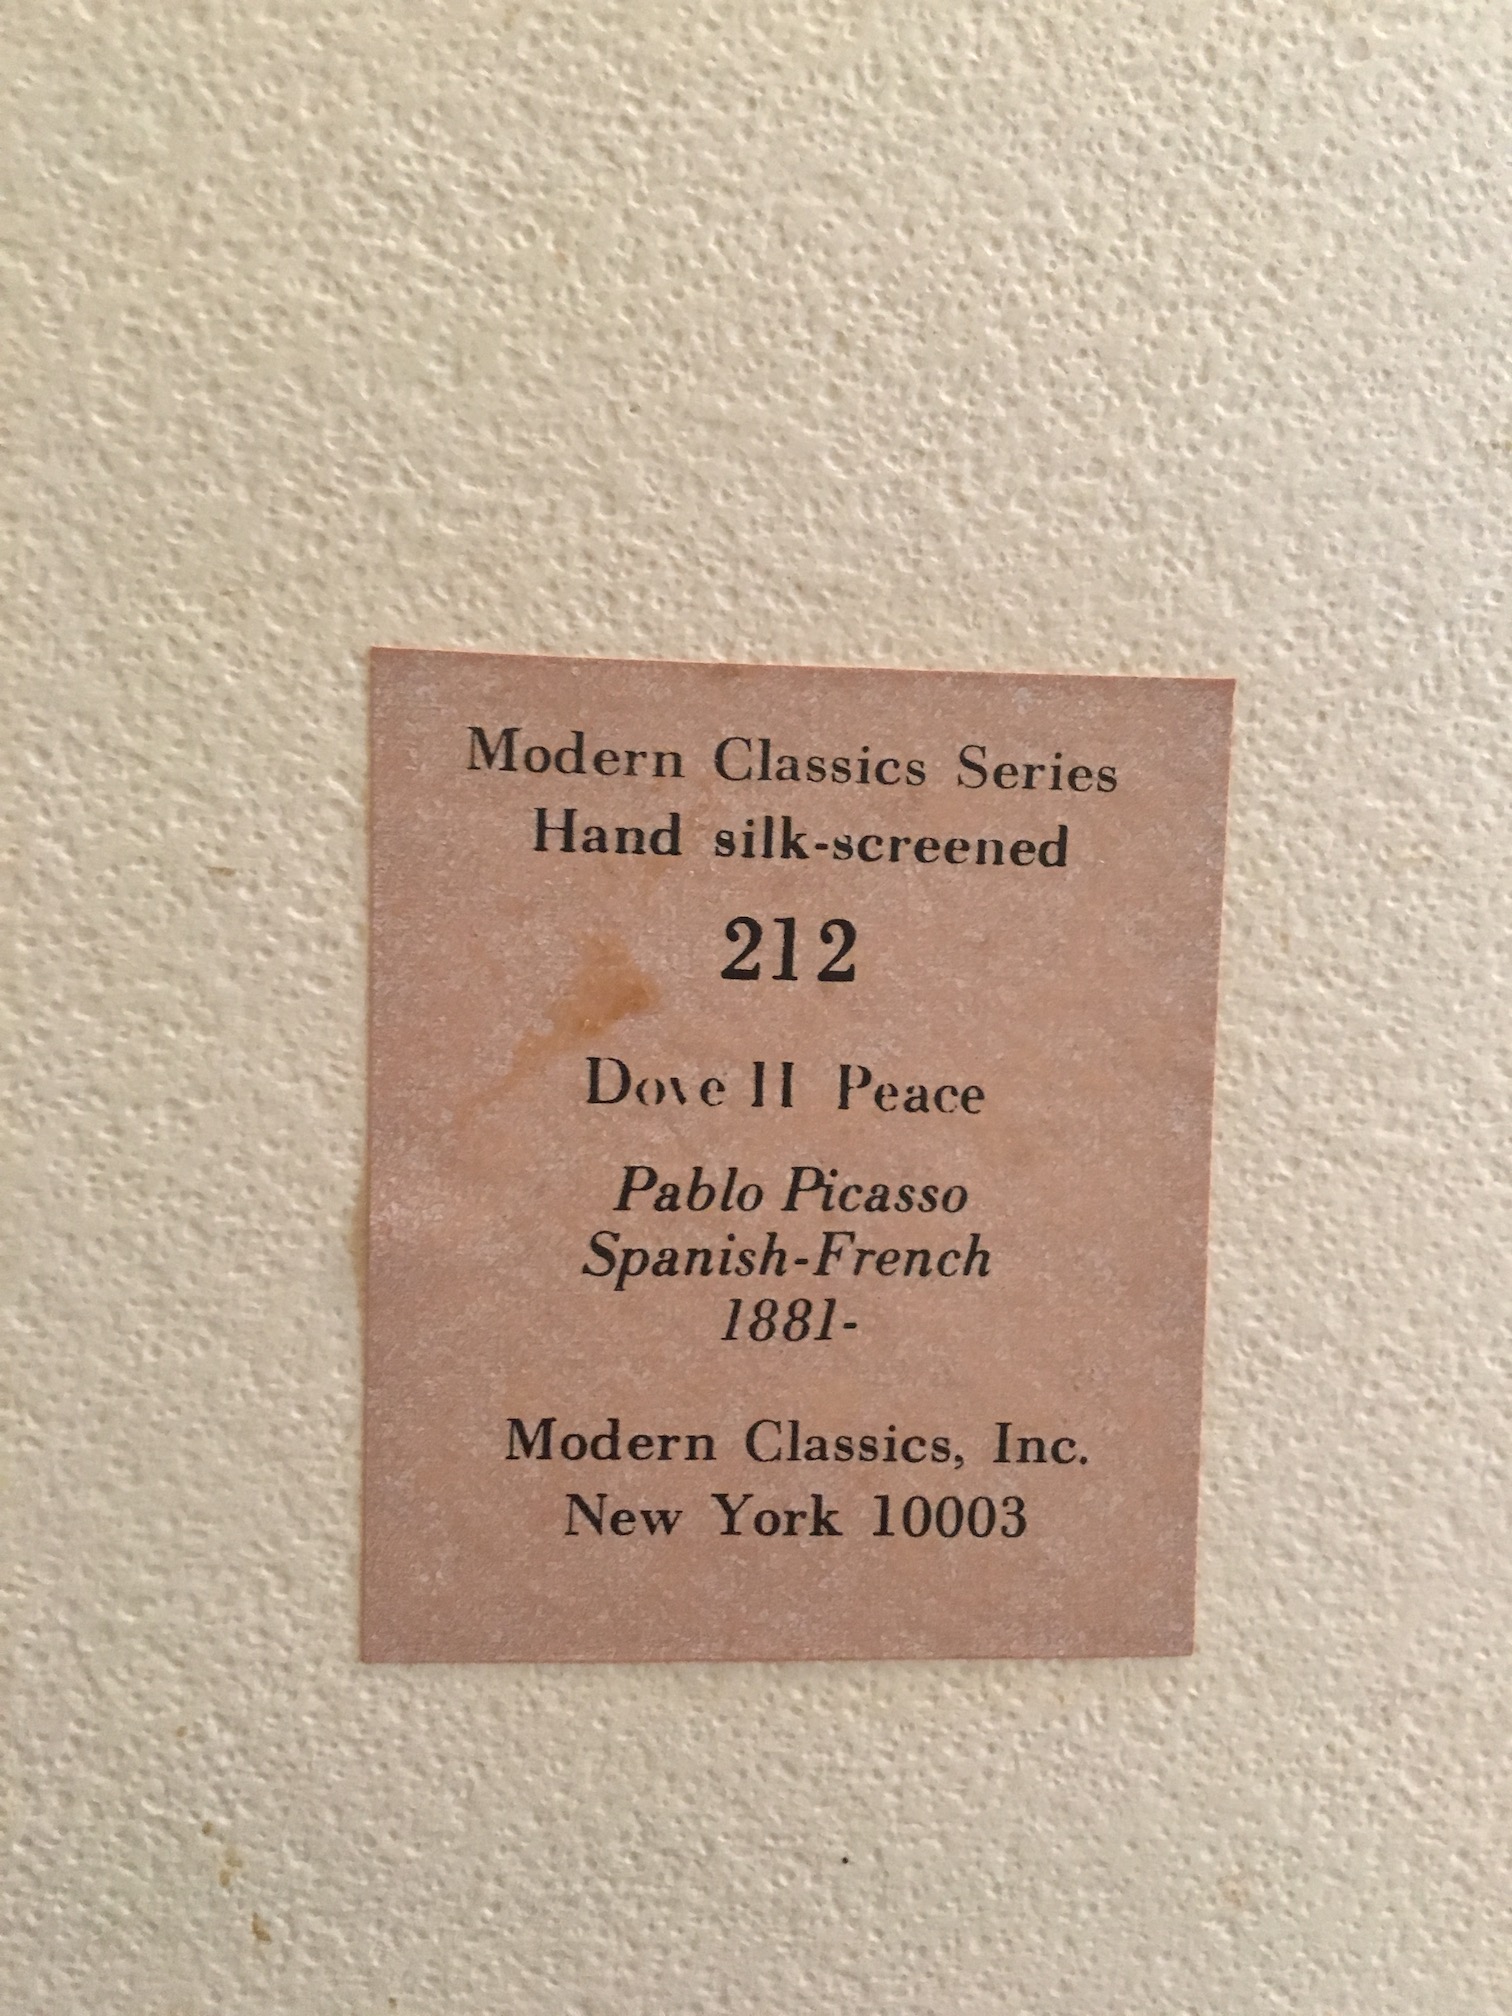 Modern Classics Series
Hand silk-screened
212
Dove II Peace
Pablo Picasso
Spanish-French
1881-
Modern Classics, Inc.
New York 10003